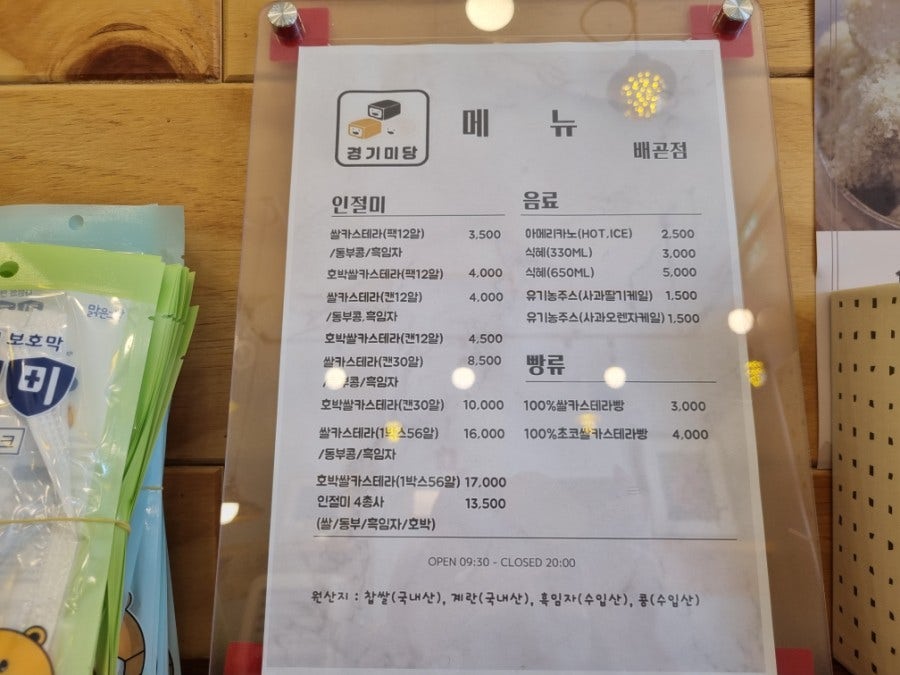 경기미당
메 뉴
배곧점
인절미
쌀카스테라(팩12알) 3,500
/동부콩/흑임자
호박쌀카스테라(팩12알) 4,000
쌀카스테라(캔12알) 4,000
/동부콩,흑임자
호박쌀카스테라(캔12알) 4,500
쌀카스테라(캔30알) 8,500
/동부콩/흑임자
호박쌀카스테라(캔30알) 10,000
쌀카스테라(1박스56알) 16,000
/동부콩/흑임자
호박쌀카스테라(1박스56알) 17,000
인절미 4총사 13,500
(쌀/동부/흑임자/호박)
음료
아메리카노(HOT,ICE) 2,500
식혜(330ML) 3,000
식혜(650ML) 5,000
유기농주스(사과딸기케일) 1,500
유기농주스(사과오렌자케일) 1,500
빵류
100%쌀카스테라빵 3,000
100%초코쌀카스테라빵 4,000
OPEN 09:30 - CLOSED 20:00
원산지 : 찹쌀(국내산), 계란(국내산), 흑임자(수입산), 콩(수입산)
보호막